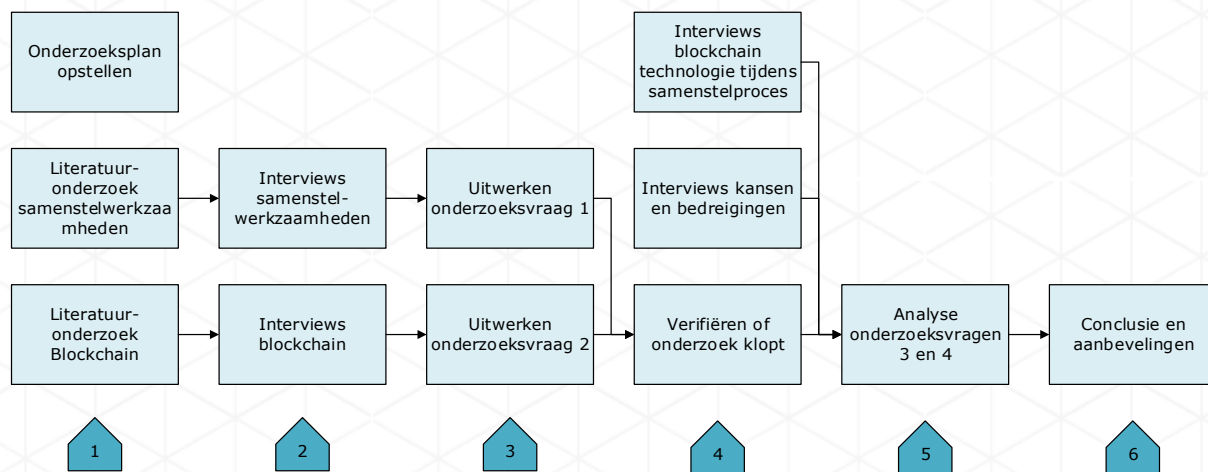 Onderzoeksplan
opstellen
Interviews
blockchain
technologie tijdens
samenstelproces
Literatuur-
onderzoek
samenstelwerkzaa
mheden
Interviews
samenstel-
werkzaamheden
Uitwerken
onderzoeksvraag 1
Interviews kansen
en bedreigingen
Literatuur-
onderzoek
Blockchain
Interviews
blockchain
Uitwerken
onderzoeksvraag 2
Verifiëren of
onderzoek klopt
Analyse
onderzoeksvragen
3 en 4
Conclusie en
aanbevelingen
1
2
3
4
5
6